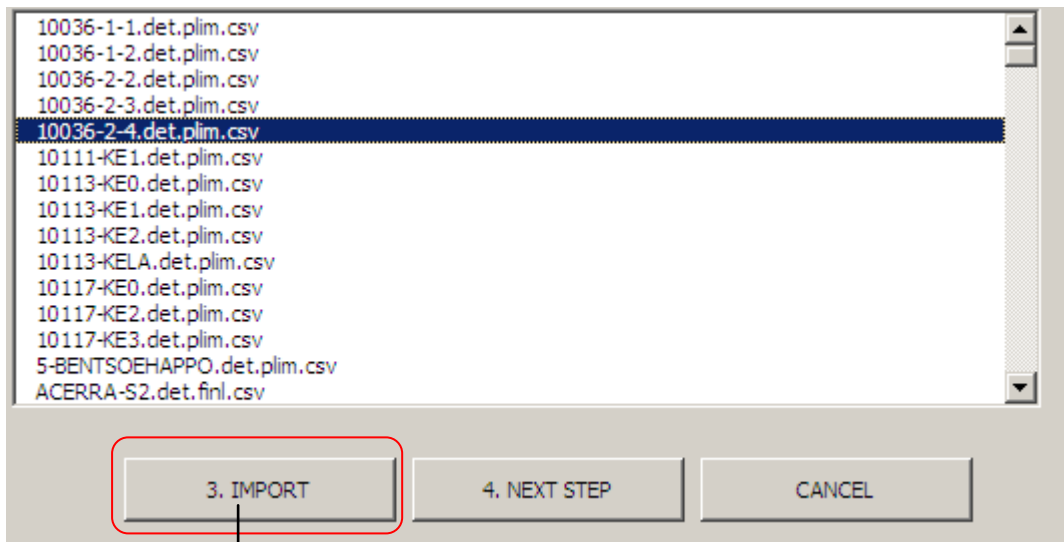 10036-1-1.det.plim.csv
10036-1-2.det.plim.csv
10036-2-2.det.plim.csv
10036-2-3.det.plim.csv
10036-2-4.det.plim.csv
10111-KE1.det.plim.csv
10113-KE0.det.plim.csv
10113-KE1.det.plim.csv
10113-KE2.det.plim.csv
10113-KELA.det.plim.csv
10117-KE0.det.plim.csv
10117-KE2.det.plim.csv
10117-KE3.det.plim.csv
5-BENTSOEHAPPO.det.plim.csv
ACERRA-S2.det.finl.csv
3. IMPORT 4. NEXT STEP CANCEL